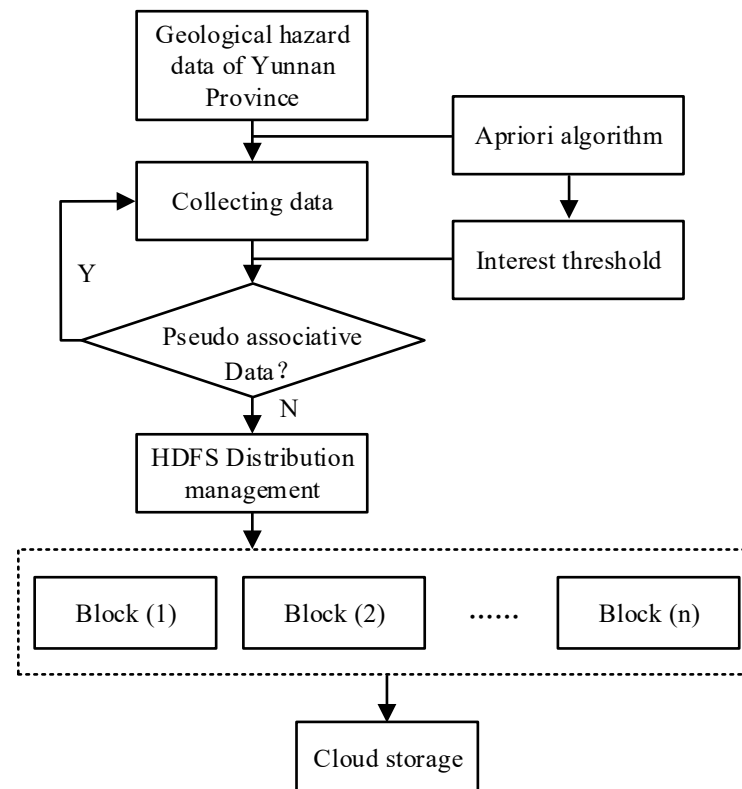 Geological hazard
data of Yunnan
Province
Apriori algorithm
Collecting data
Interest threshold
Y
Pseudo associative
Data？
N
HDFS Distribution
management
Block (1)
Block (2)
······
Block (n)
Cloud storage